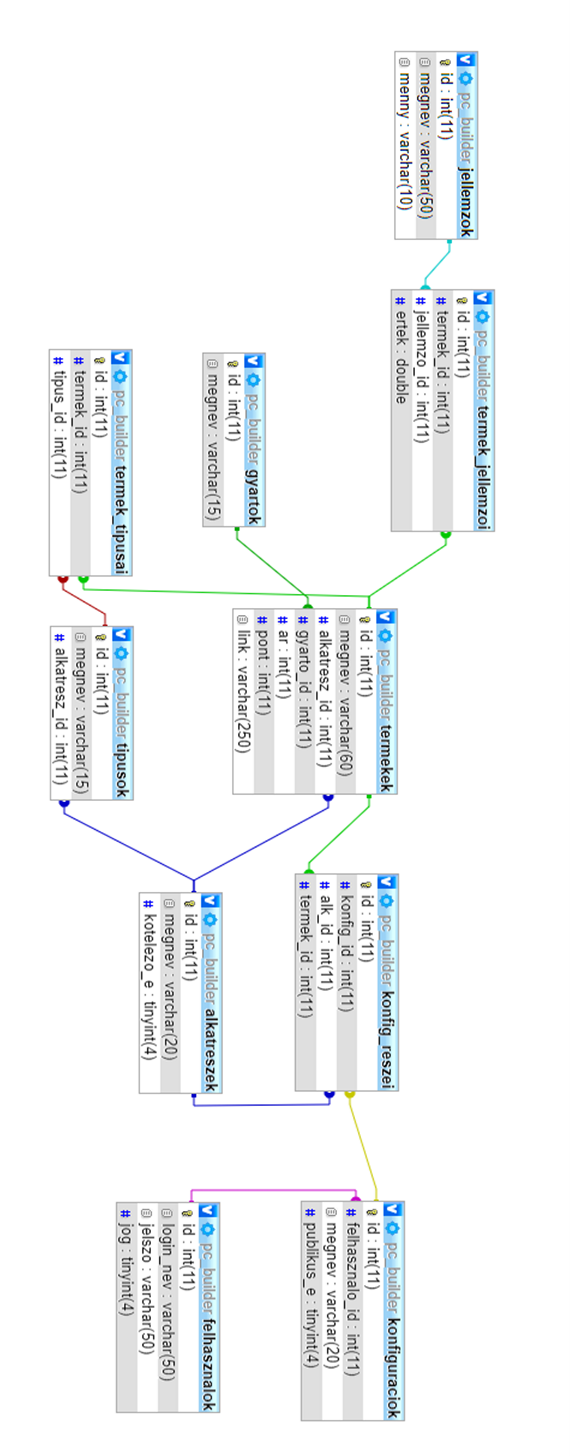 pc_builder jellemzok
id : int(11)
megnev : varchar(50)
menny : varchar(10)
pc_builder termek_jellemzoi
id : int(11)
termek_id : int(11)
jellemzo_id : int(11)
ertek : double
pc_builder gyartok
id : int(11)
megnev : varchar(15)
pc_builder termek_tipusai
id : int(11)
termek_id : int(11)
tipus_id : int(11)
pc_builder termekek
id : int(11)
megnev : varchar(60)
alkatresz_id : int(11)
gyarto_id : int(11)
ar : int(11)
pont : int(11)
link : varchar(250)
pc_builder tipusok
id : int(11)
megnev : varchar(15)
alkatresz_id : int(11)
pc_builder konfig_reszei
id : int(11)
konfig_id : int(11)
alk_id : int(11)
termek_id : int(11)
pc_builder alkatreszek
id : int(11)
megnev : varchar(20)
kotelezo_e : tinyint(4)
pc_builder konfiguraciok
id : int(11)
felhasznalo_id : int(11)
megnev : varchar(20)
publikus_e : tinyint(4)
pc_builder felhasznalok
id : int(11)
login_nev : varchar(50)
jelszo : varchar(50)
jog : tinyint(4)